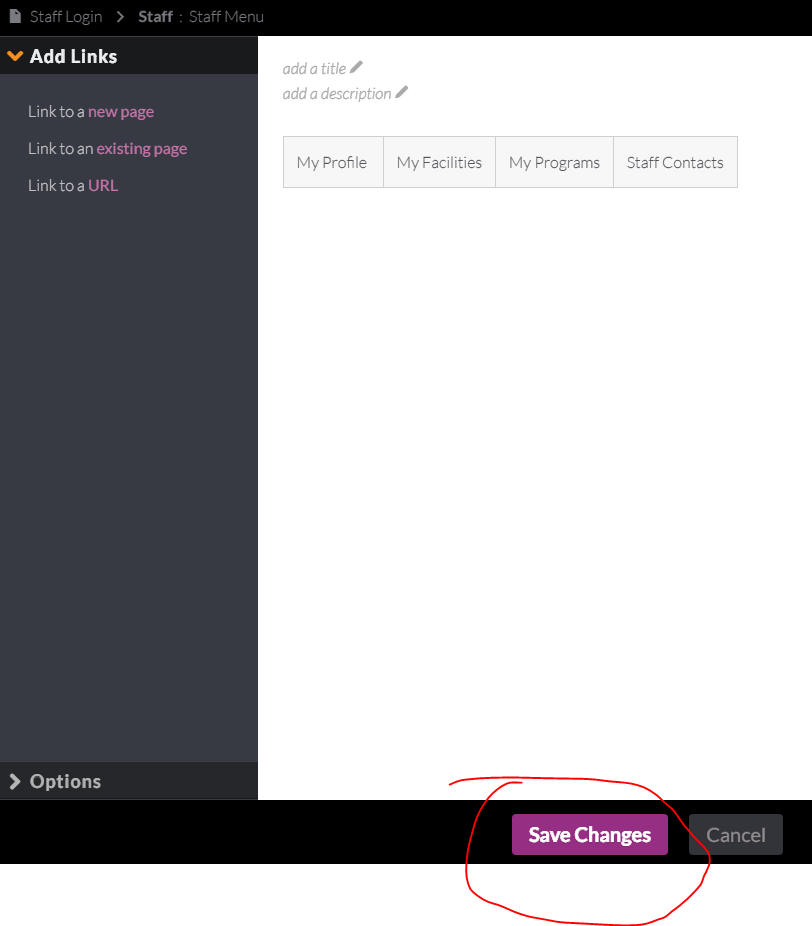 Staff Login > Staff : Staff Menu
Add Links
Link to a new page
Link to an existing page
Link to a URL
add a title
add a description
My Profile
My Facilities
My Programs
Staff Contacts
Options
Save Changes
Cancel